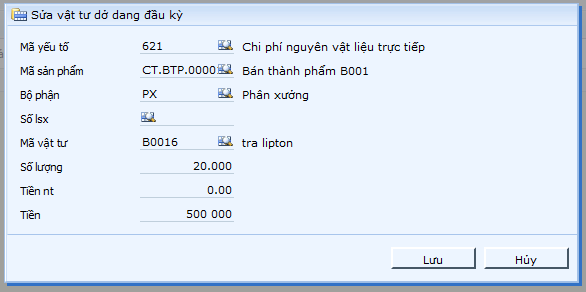 Sửa vật tư dở dang đầu kỳ
Mã yếu tố 621 Chi phí nguyên vật liệu trực tiếp
Mã sản phẩm CT.BTP.0000 Bán thành phẩm B001
Bộ phận PX Phân xưởng
Số lsx
Mã vật tư B0016 tra lipton
Số lượng 20.000
Tiền nt 0.00
Tiền 500 000
Lưu Hủy